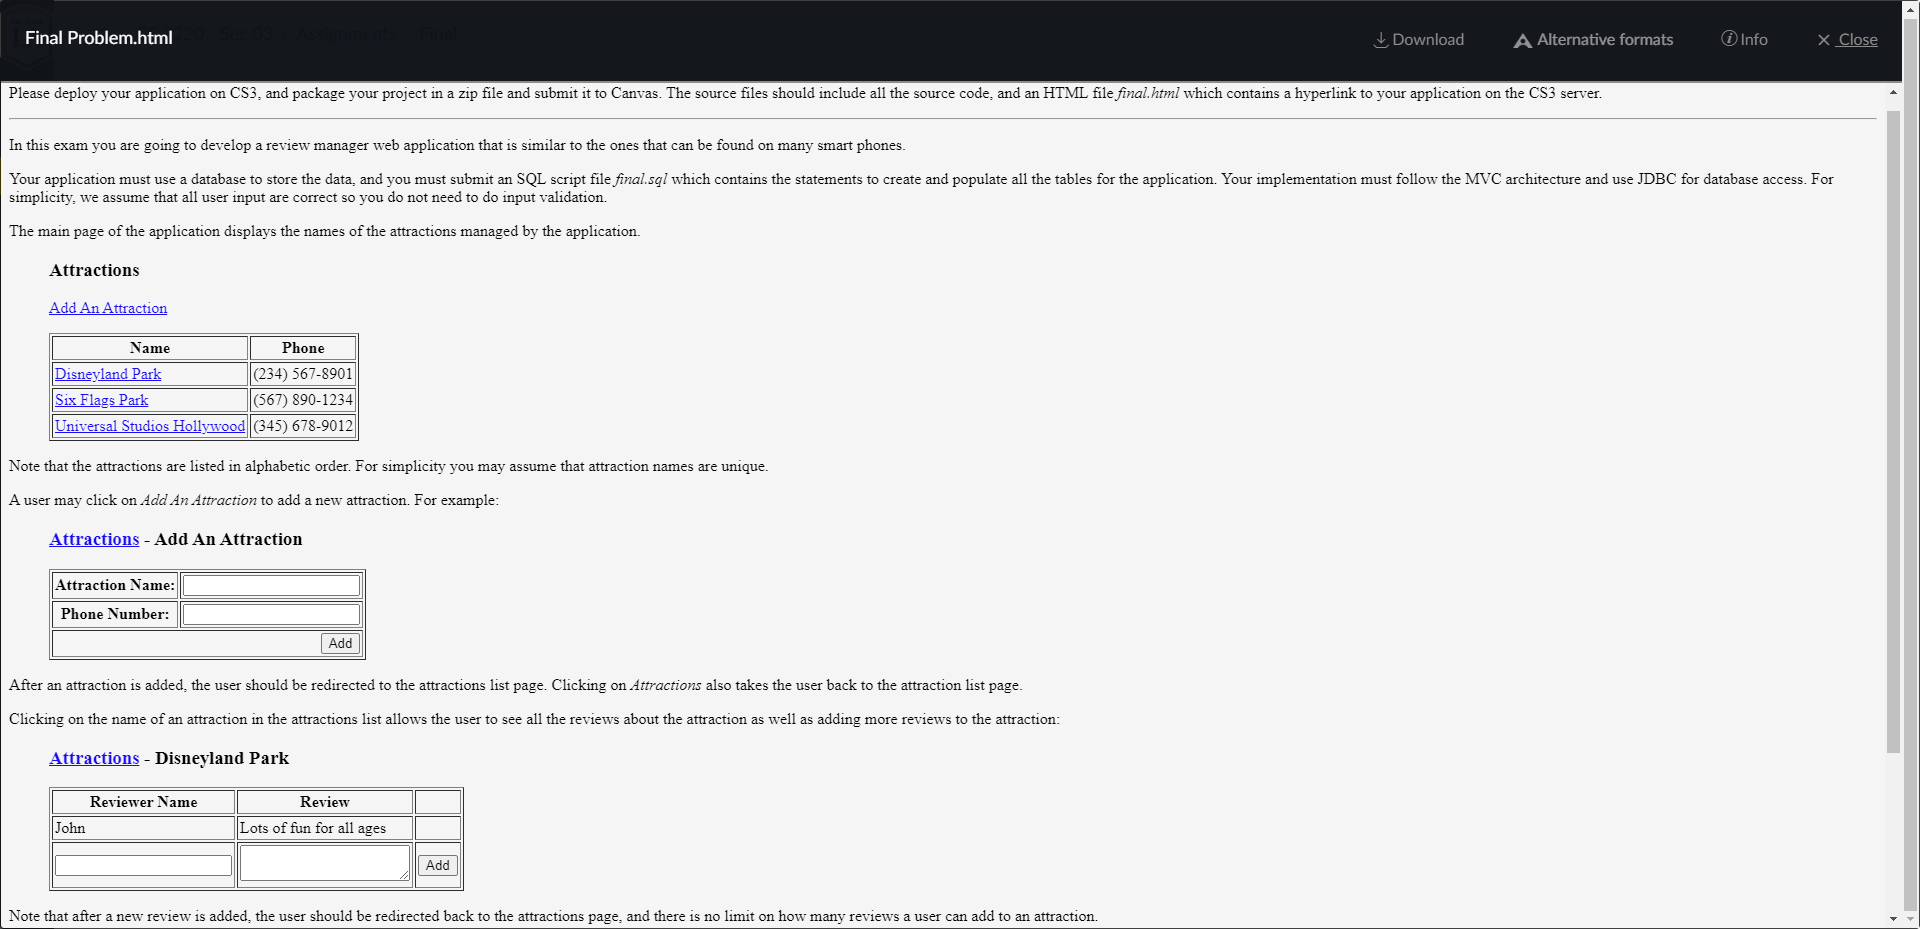 Final Problem.html
Assignments
Final
Download
Alternative formats
Info
Close
Please deploy your application on CS3, and package your project in a zip file and submit it to Canvas. The source files should include all the source code, and an HTML file final.html which contains a hyperlink to your application on the CS3 server.
In this exam you are going to develop a review manager web application that is similar to the ones that can be found on many smart phones.
Your application must use a database to store the data, and you must submit an SQL script file final.sql which contains the statements to create and populate all the tables for the application. Your implementation must follow the MVC architecture and use JDBC for database access. For
simplicity, we assume that all user input are correct so you do not need to do input validation.
The main page of the application displays the names of the attractions managed by the application.
Attractions
Add An Attraction
Name Phone
Disneyland Park (234) 567-8901
Six Flags Park (567) 890-1234
Universal Studios Hollywood (345) 678-9012
Note that the attractions are listed in alphabetic order. For simplicity you may assume that attraction names are unique.
A user may click on Add An Attraction to add a new attraction. For example:
Attractions - Add An Attraction
Attraction Name:
Phone Number:
Add
After an attraction is added, the user should be redirected to the attractions list page. Clicking on Attractions also takes the user back to the attraction list page.
Clicking on the name of an attraction in the attractions list allows the user to see all the reviews about the attraction as well as adding more reviews to the attraction:
Attractions - Disneyland Park
Reviewer Name Review
John Lots of fun for all ages
Add
Note that after a new review is added, the user should be redirected back to the attractions page, and there is no limit on how many reviews a user can add to an attraction.